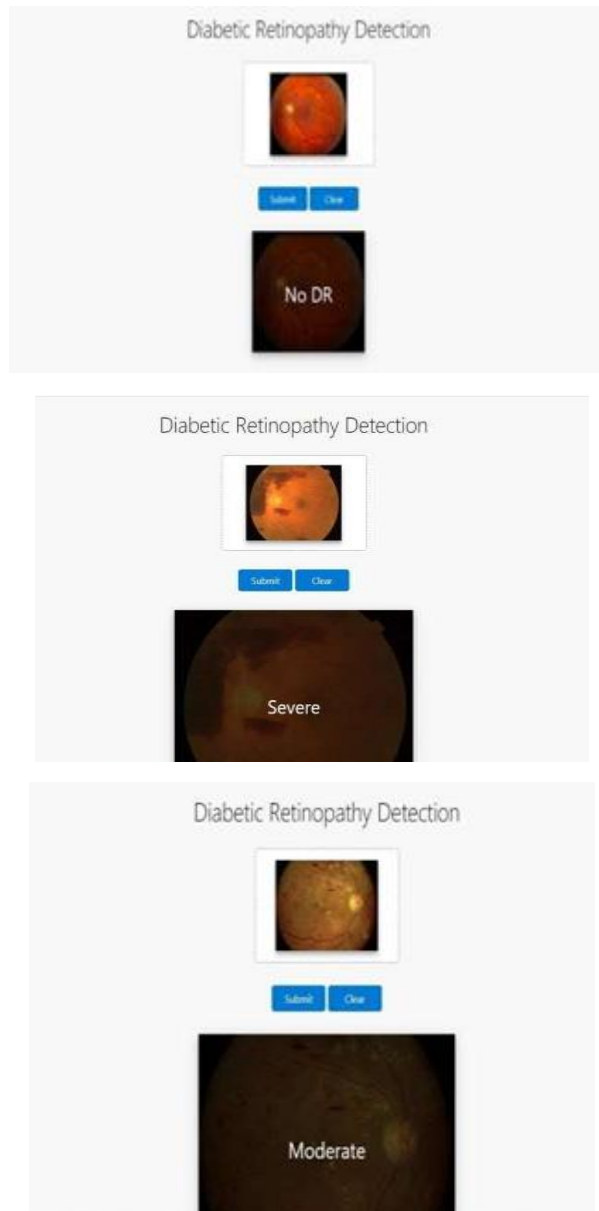 Diabetic Retinopathy Detection
Submit Clear
No DR
Diabetic Retinopathy Detection
Submit Clear
Severe
Diabetic Retinopathy Detection
Submit Clear
Moderate